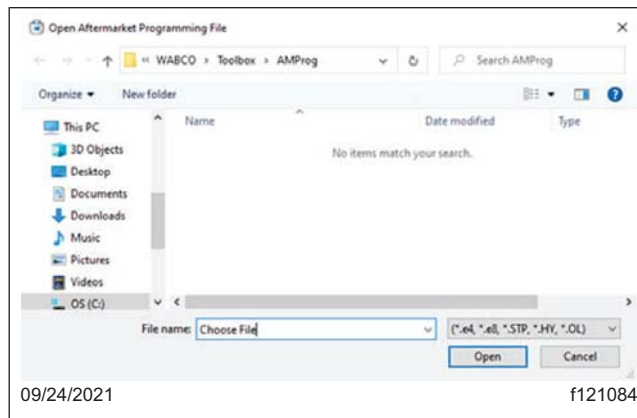 Open Aftermarket Programming File
« WABCO > Toolbox > AMProg
Search AMProg
Organize
New folder
Name
Date modified
Type
No items match your search.
This PC
3D Objects
Desktop
Documents
Downloads
Music
Pictures
Videos
OS (C:)
File name: Choose File
(*.e4, *.e8, *.STP, *.HY, *.OL)
Open
Cancel
09/24/2021
f121084